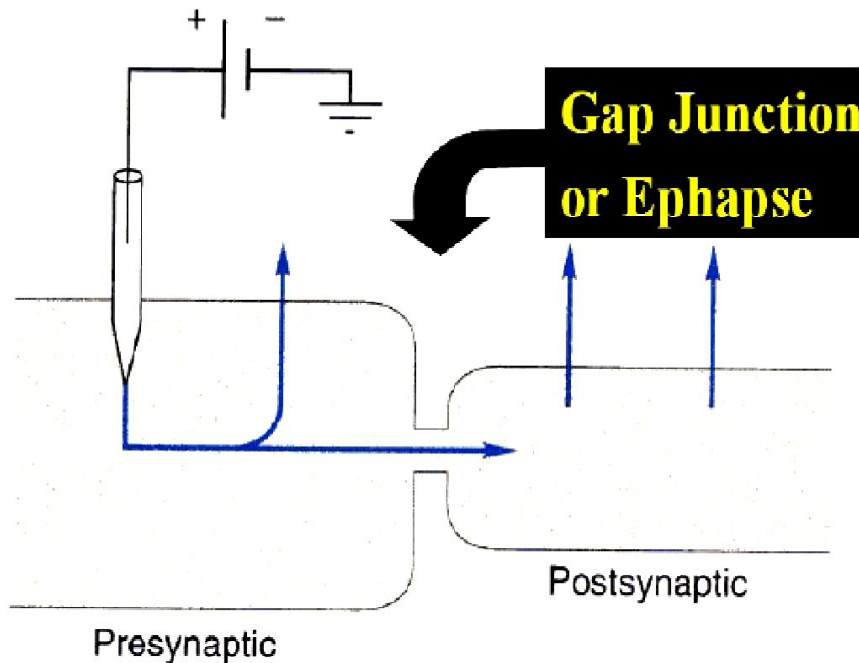 + −
Gap Junction
or Ephapse
Postsynaptic
Presynaptic